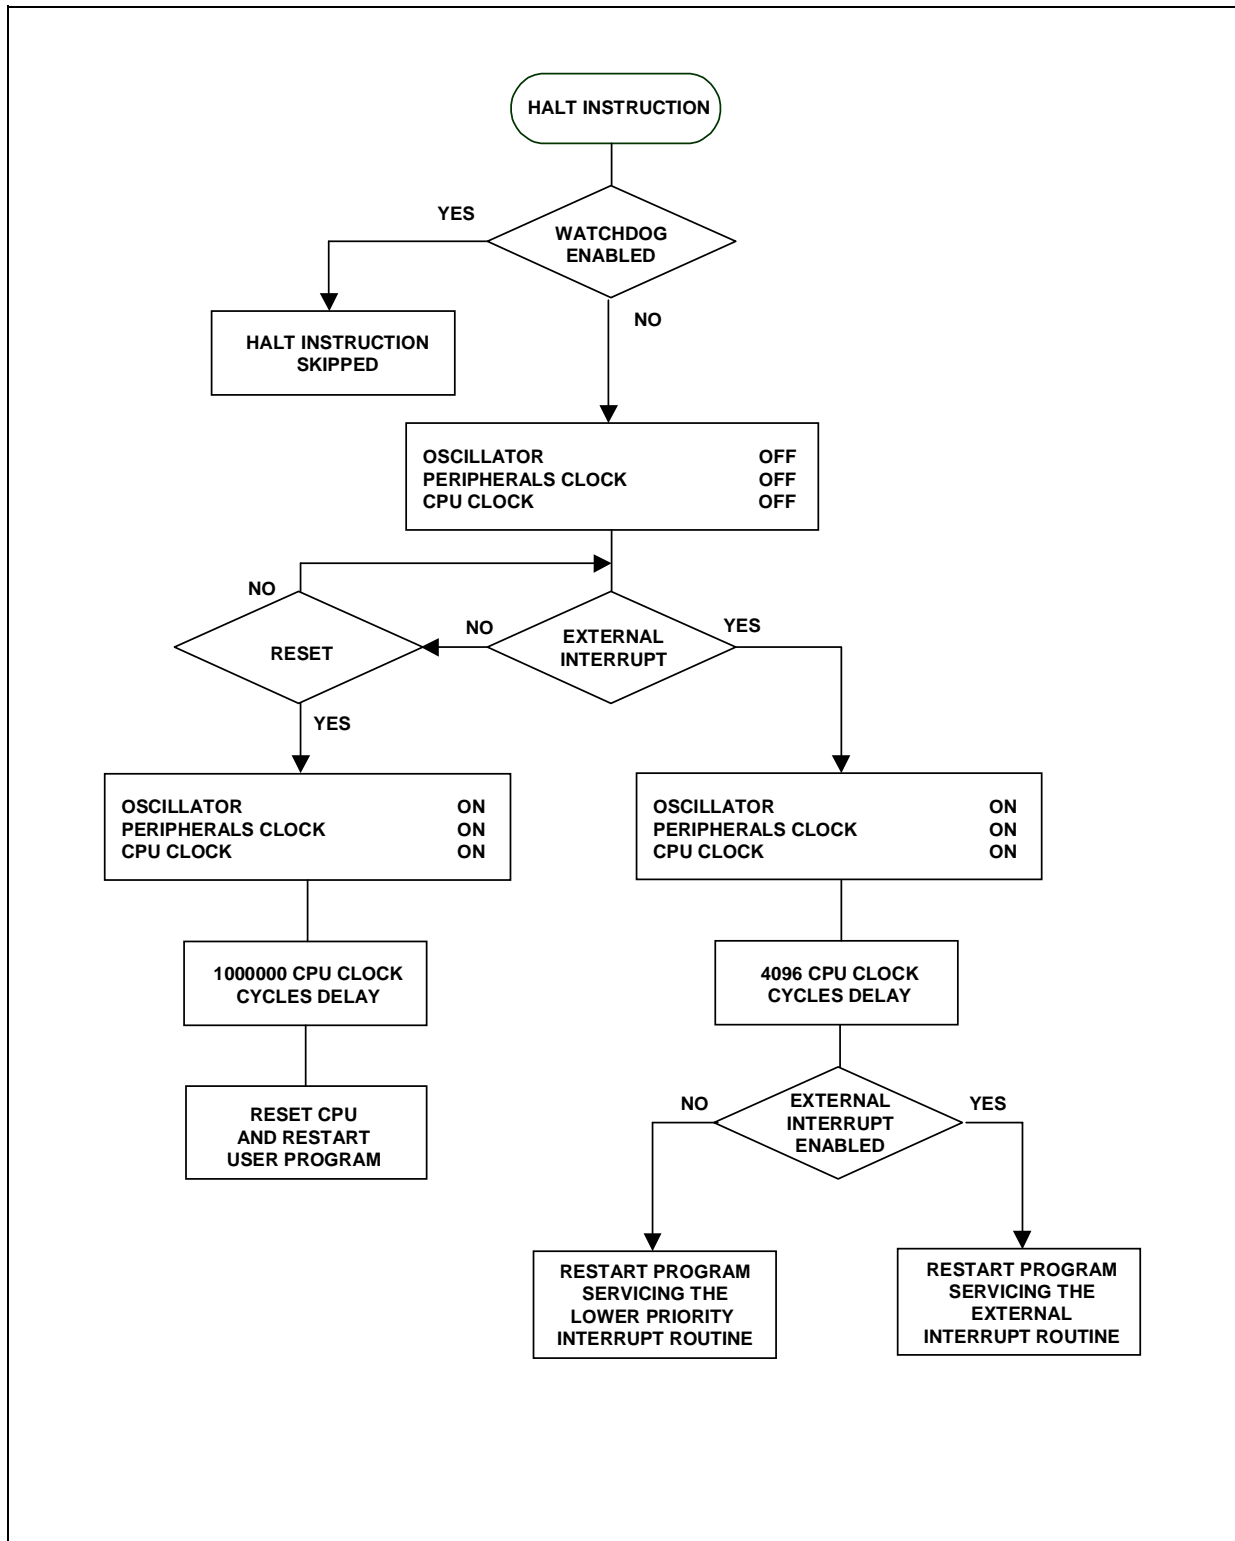 HALT INSTRUCTION
YES
WATCHDOG
ENABLED
NO
HALT INSTRUCTION
SKIPPED
OSCILLATOR OFF
PERIPHERALS CLOCK OFF
CPU CLOCK OFF
NO
RESET
NO
EXTERNAL
INTERRUPT
YES
YES
OSCILLATOR ON
PERIPHERALS CLOCK ON
CPU CLOCK ON
OSCILLATOR ON
PERIPHERALS CLOCK ON
CPU CLOCK ON
1000000 CPU CLOCK
CYCLES DELAY
4096 CPU CLOCK
CYCLES DELAY
RESET CPU
AND RESTART
USER PROGRAM
NO
EXTERNAL
INTERRUPT
ENABLED
YES
RESTART PROGRAM
SERVICING THE
LOWER PRIORITY
INTERRUPT ROUTINE
RESTART PROGRAM
SERVICING THE
EXTERNAL
INTERRUPT ROUTINE